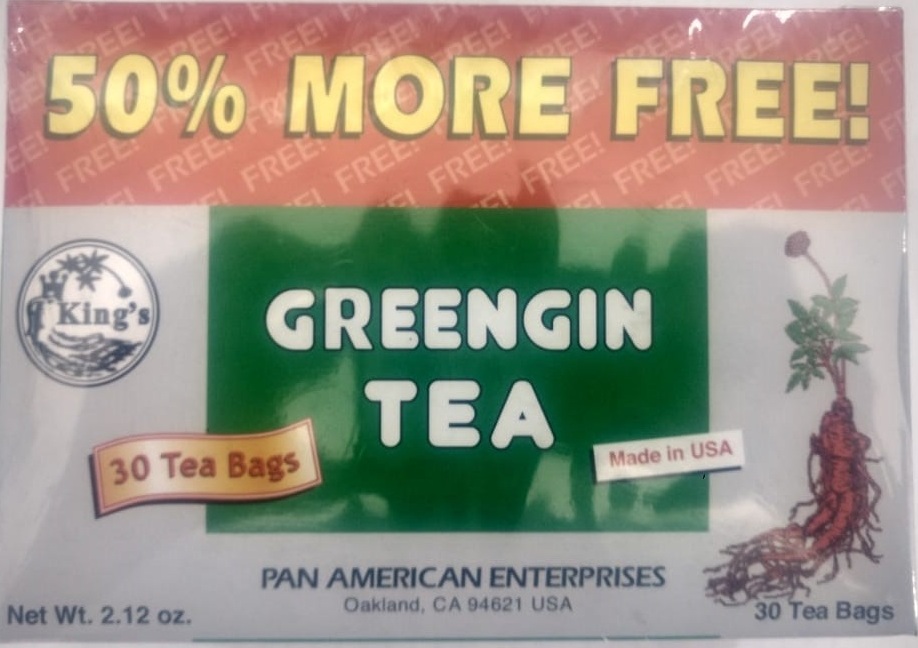 50% MORE FREE!
King's
GREENGIN
TEA
30 Tea Bags
Made in USA
PAN AMERICAN ENTERPRISES
Oakland, CA 94621 USA
Net Wt. 2.12 oz.
30 Tea Bags